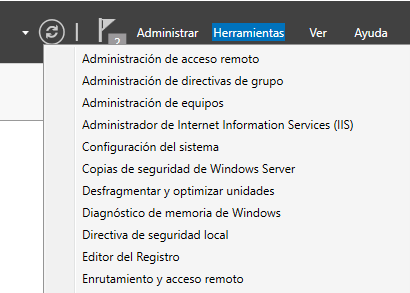 2 Administrar Herramientas Ver Ayuda
Administración de acceso remoto
Administración de directivas de grupo
Administración de equipos
Administrador de Internet Information Services (IIS)
Configuración del sistema
Copias de seguridad de Windows Server
Desfragmentar y optimizar unidades
Diagnóstico de memoria de Windows
Directiva de seguridad local
Editor del Registro
Enrutamiento y acceso remoto